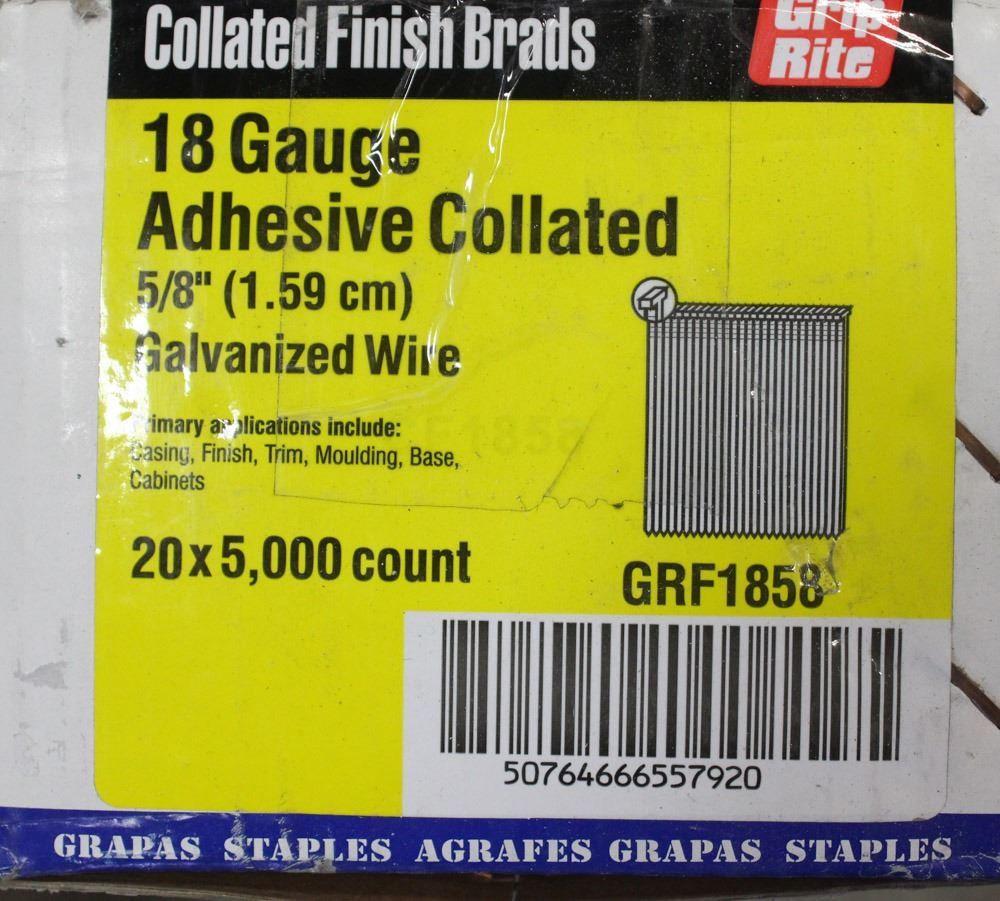 Collated Finish Brads
Grip
Rite
18 Gauge
Adhesive Collated
5/8" (1.59 cm)
Galvanized Wire
Primary applications include:
Casing, Finish, Trim, Moulding, Base,
Cabinets
20 x 5,000 count
GRF1858
50764666557920
GRAPAS STAPLES AGRAFES GRAPAS STAPLES